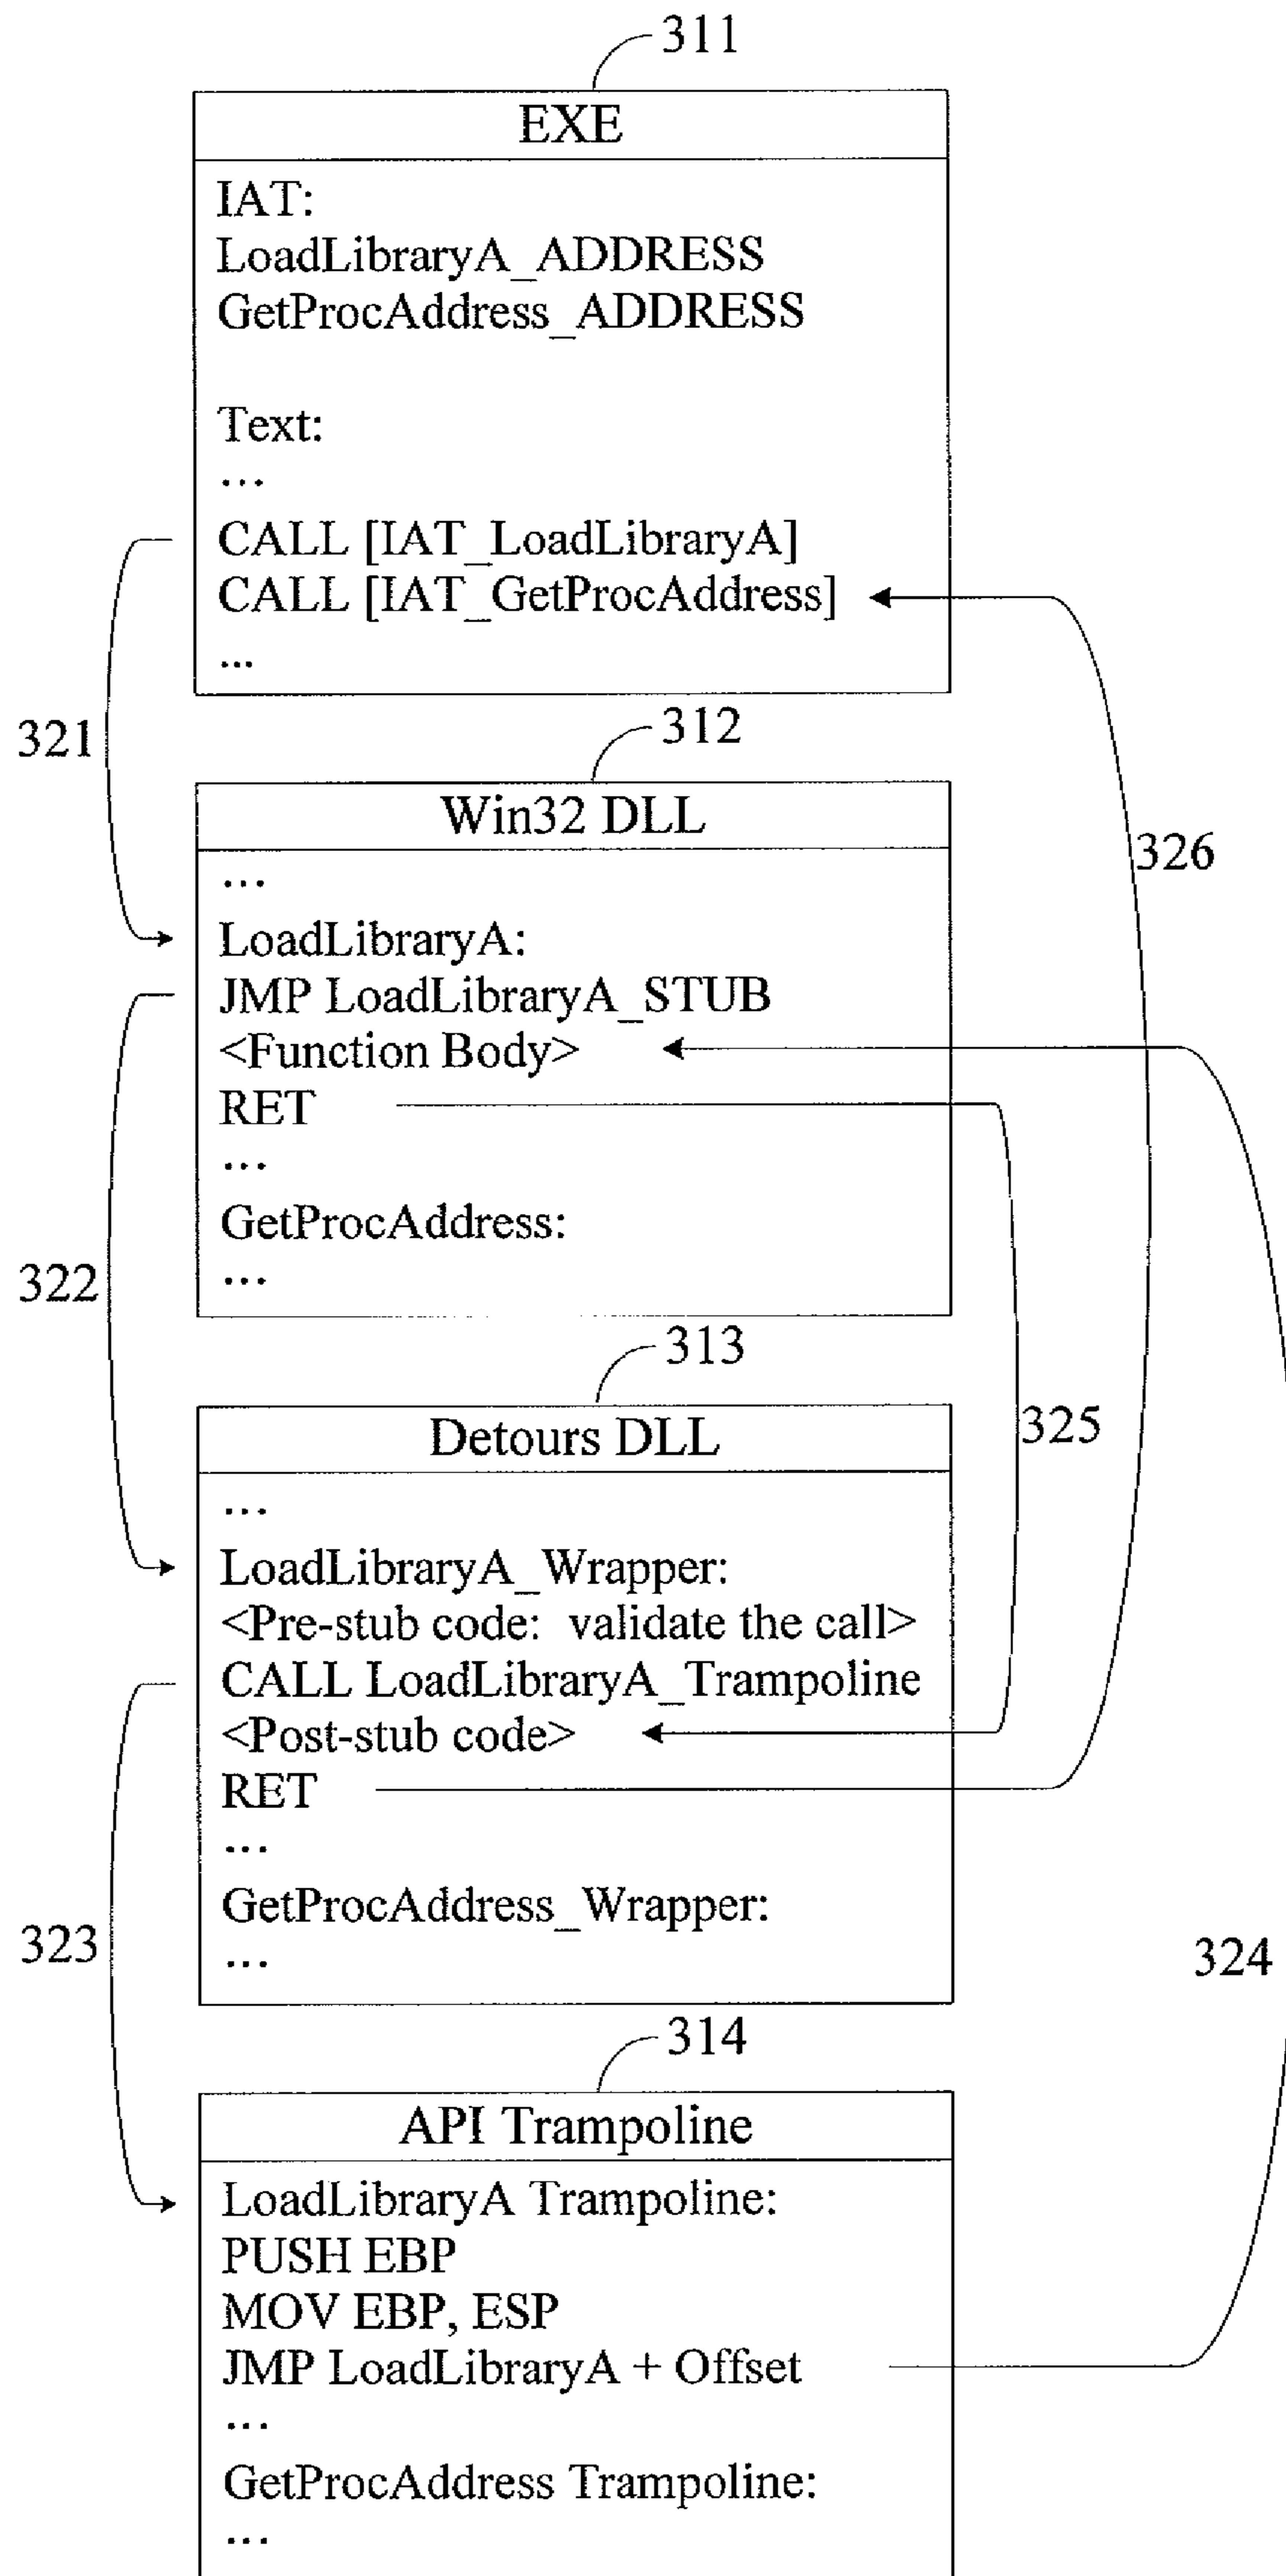 311
EXE
IAT:
LoadLibraryA_ADDRESS
GetProcAddress_ADDRESS
Text:
...
CALL [IAT_LoadLibraryA]
CALL [IAT_GetProcAddress]
...
321
312
Win32 DLL
...
326
LoadLibraryA:
JMP LoadLibraryA_STUB
<Function Body>
RET
...
GetProcAddress:
322
...
313
Detours DLL
325
...
LoadLibraryA_Wrapper:
<Pre-stub code: validate the call>
CALL LoadLibraryA_Trampoline
<Post-stub code>
RET
...
GetProcAddress_Wrapper:
323
...
324
314
API Trampoline
LoadLibraryA Trampoline:
PUSH EBP
MOV EBP, ESP
JMP LoadLibraryA + Offset
...
GetProcAddress Trampoline:
...